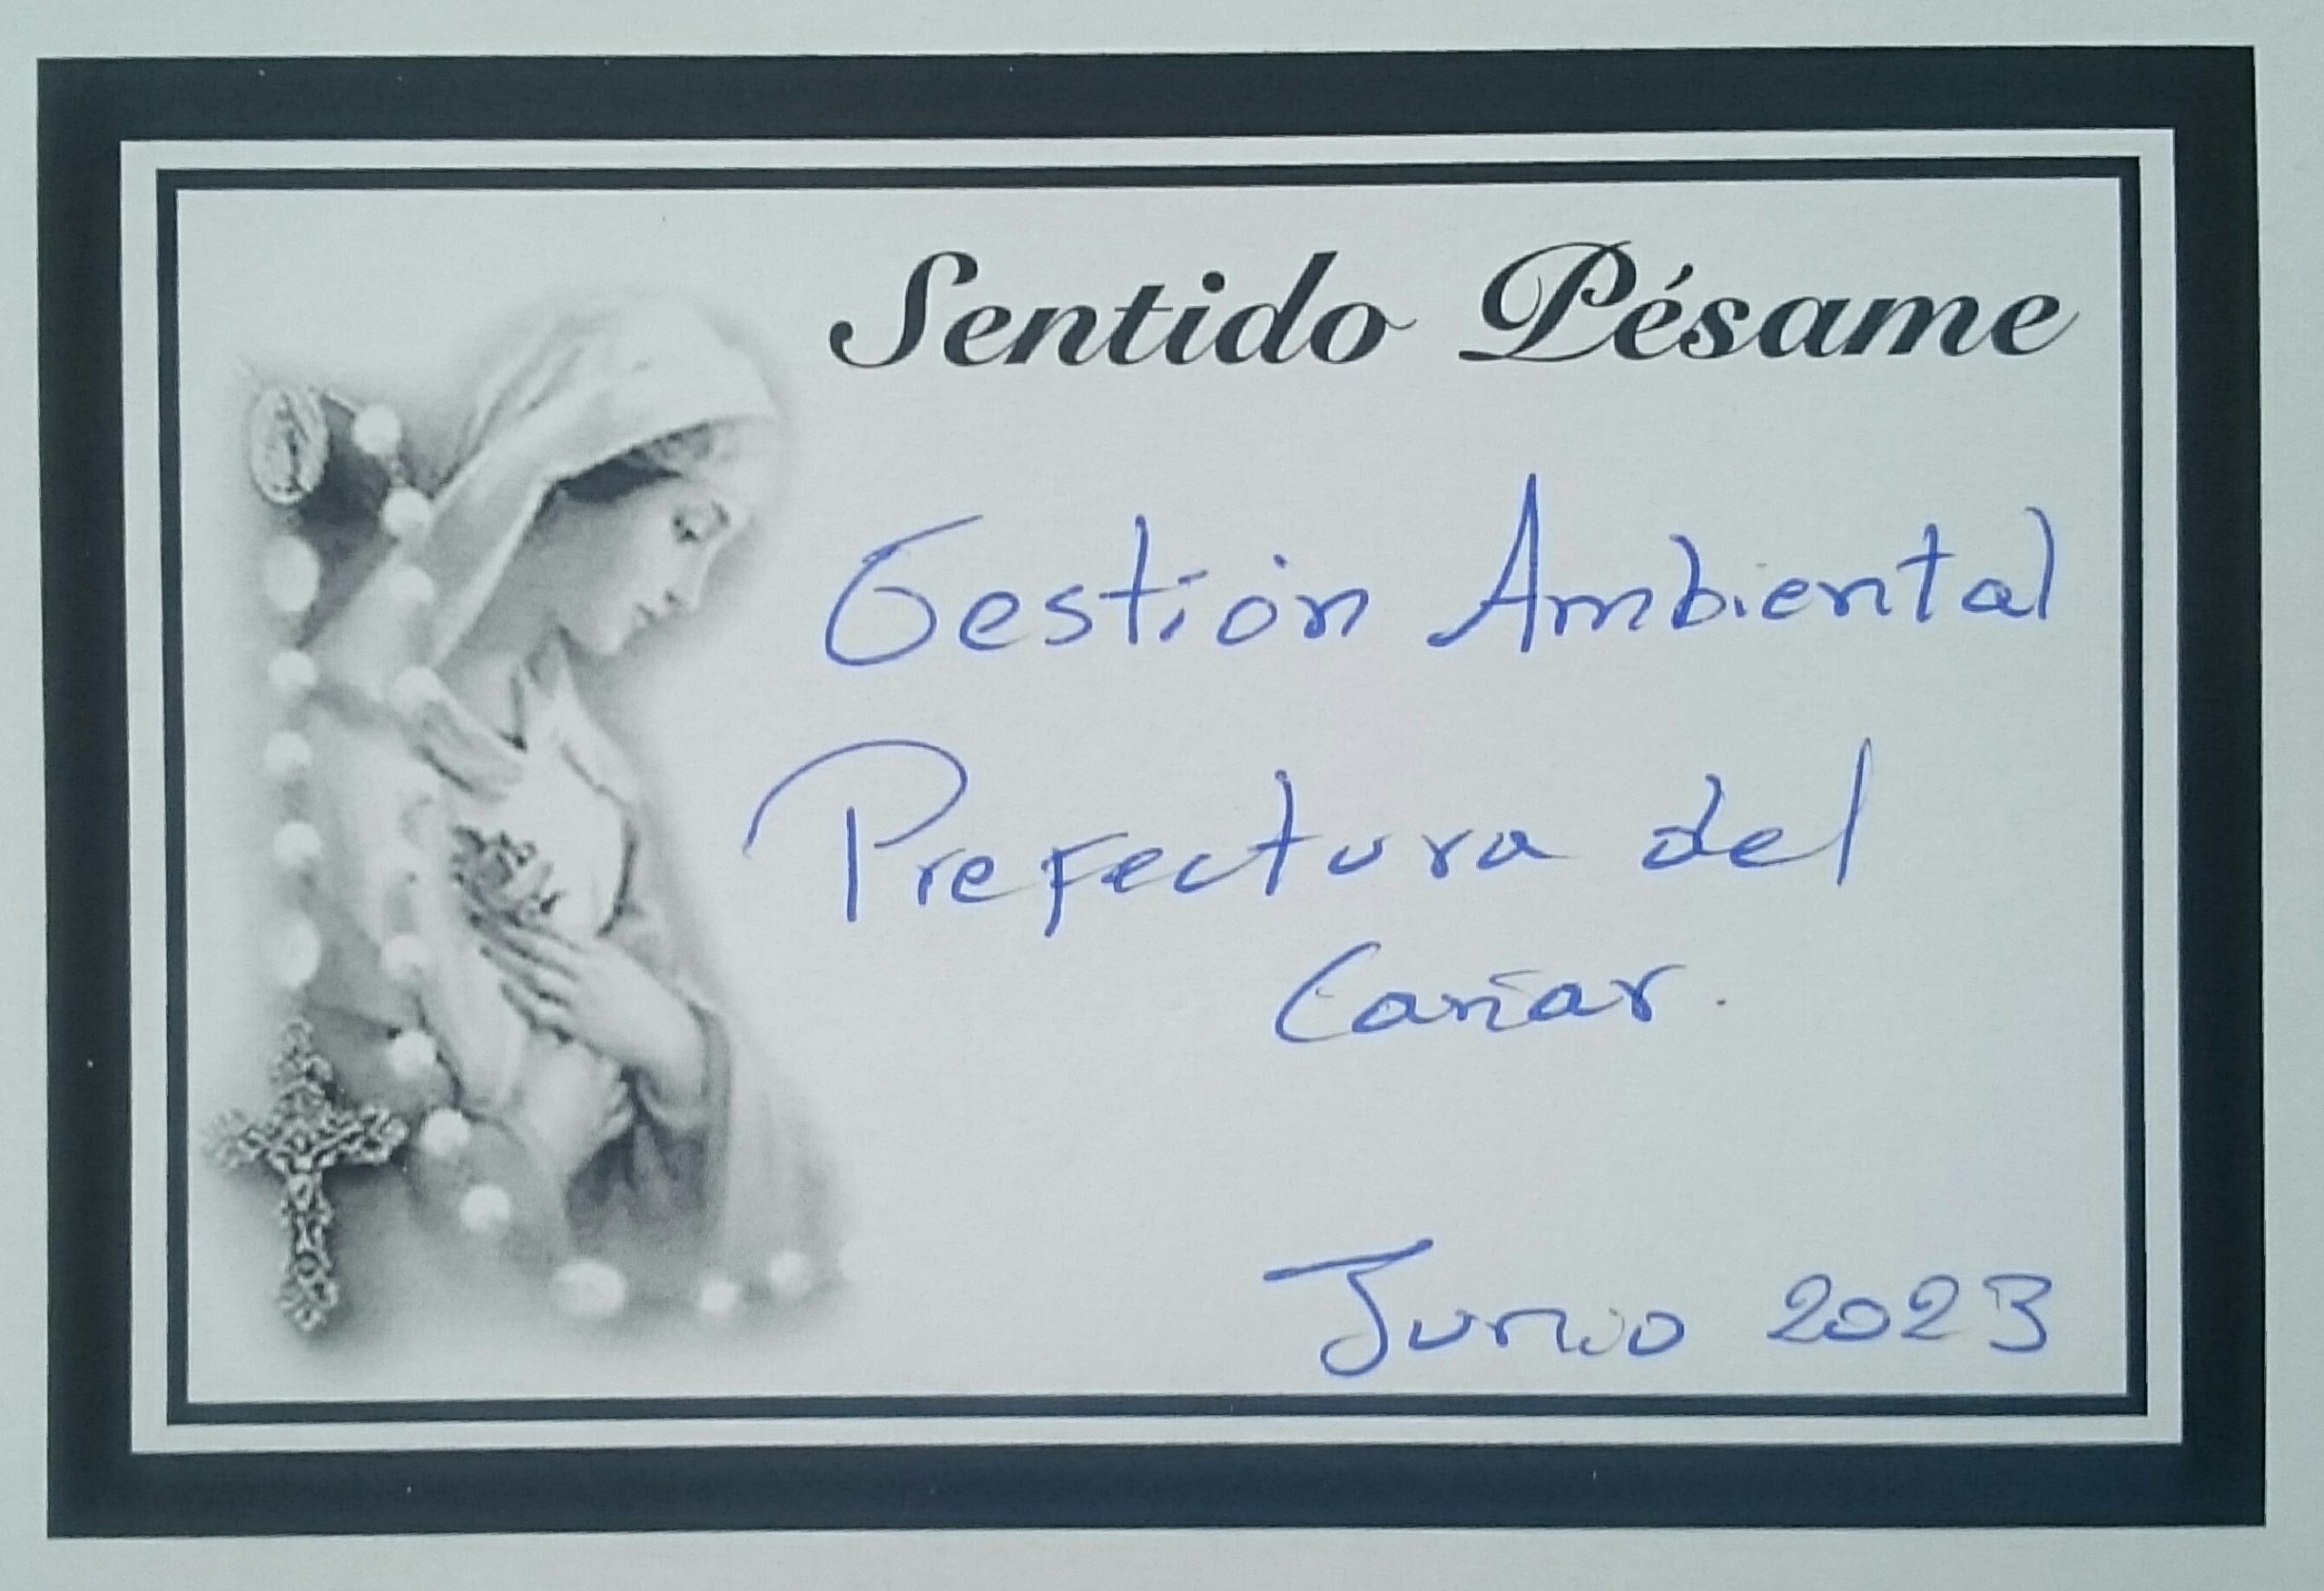 Sentido Pésame
Gestión Ambiental
Prefectura del
Cañar.
Junio 2023